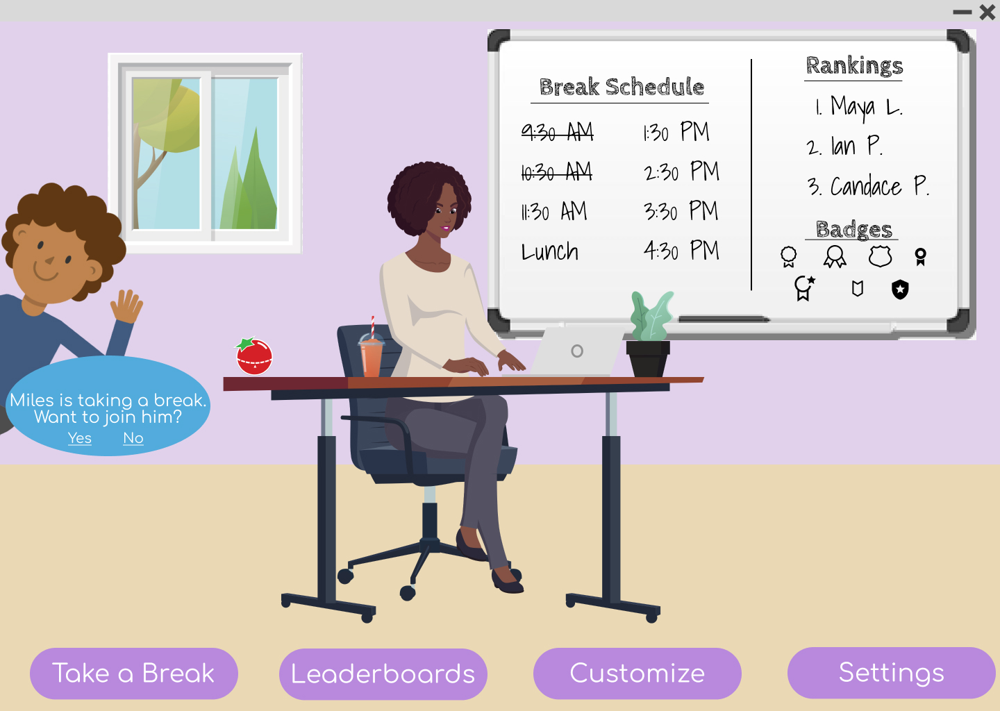 Break Schedule
9:30 AM
10:30 AM
11:30 AM
Lunch
1:30 PM
2:30 PM
3:30 PM
4:30 PM
Rankings
1. Maya L.
2. Ian P.
3. Candace P.
Badges
Miles is taking a break.
Want to join him?
Yes No
Take a Break
Leaderboards
Customize
Settings